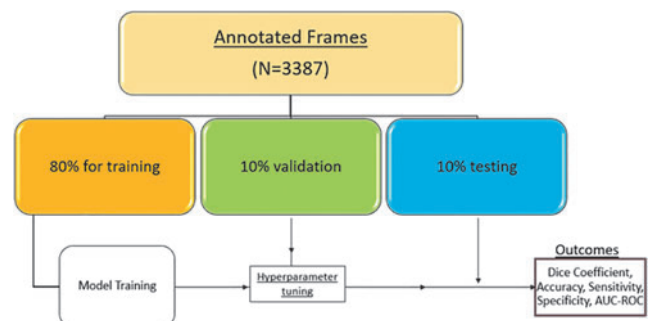 Annotated Frames
(N=3387)
80% for training
10% validation
10% testing
Model Training
Hyperparameter
tuning
Outcomes
Dice Coefficient,
Accuracy, Sensitivity,
Specificity, AUC-ROC